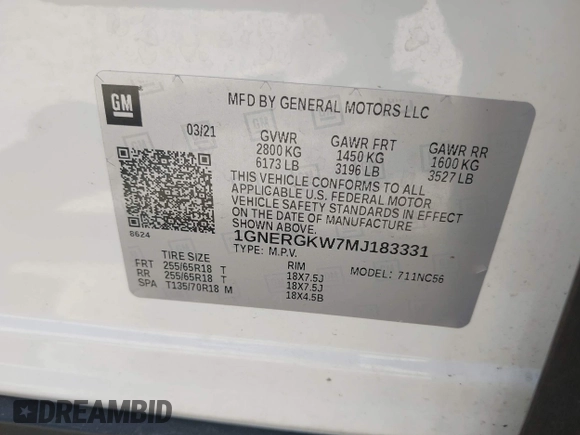 GM
MFD BY GENERAL MOTORS LLC
03/21
GVWR GAWR FRT GAWR RR
2800 KG 1450 KG 1600 KG
6173 LB 3196 LB 3527 LB
THIS VEHICLE CONFORMS TO ALL
APPLICABLE U.S. FEDERAL MOTOR
VEHICLE SAFETY STANDARDS IN
EFFECT ON THE DATE OF MANUFACTURE
SHOWN ABOVE.
8624
1GNERGKW7MJ183331
TYPE: M.P.V.
TIRE SIZE RIM MODEL: 711NC56
FRT 255/65R18 T 18X7.5J
RR 255/65R18 T 18X7.5J
SPA T135/70R18 M 18X4.5B
DREAMBID